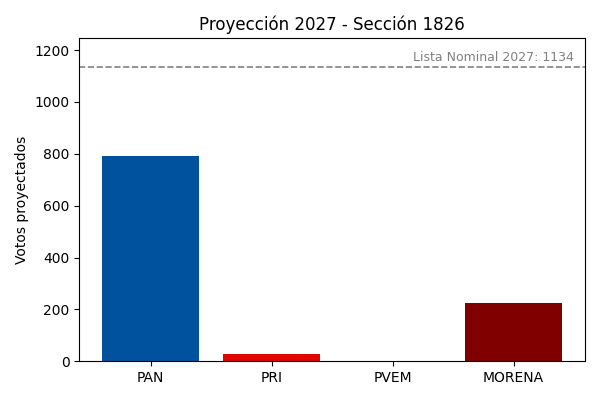 Proyección 2027 - Sección 1826
Lista Nominal 2027: 1134
Votos proyectados
1200
1000
800
600
400
200
0
PAN PRI PVEM MORENA